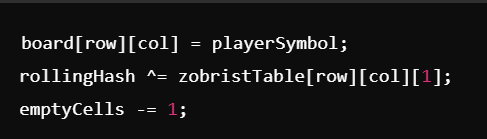 board[row][col] = playerSymbol;
rollingHash ^= zobristTable[row][col][1];
emptyCells -= 1;